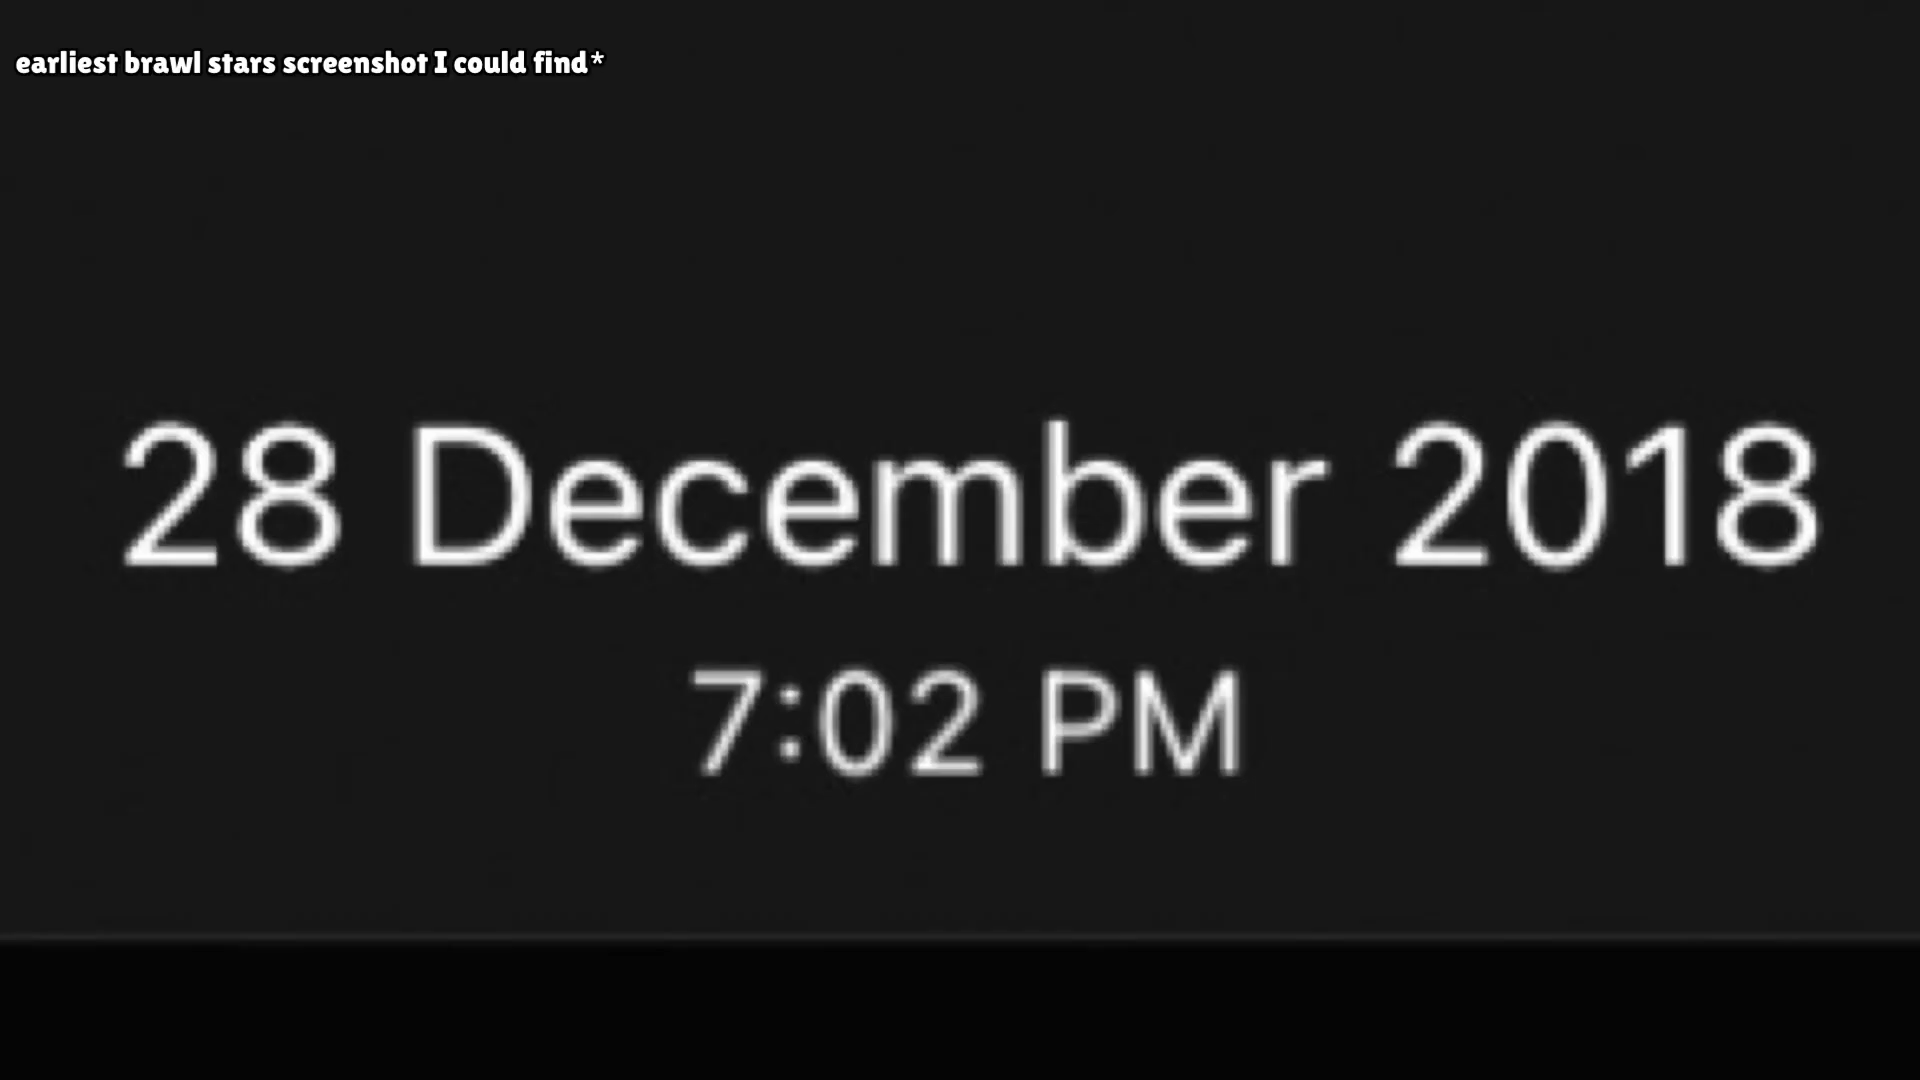 earliest brawl stars screenshot I could find*
28 December 2018
7:02 PM